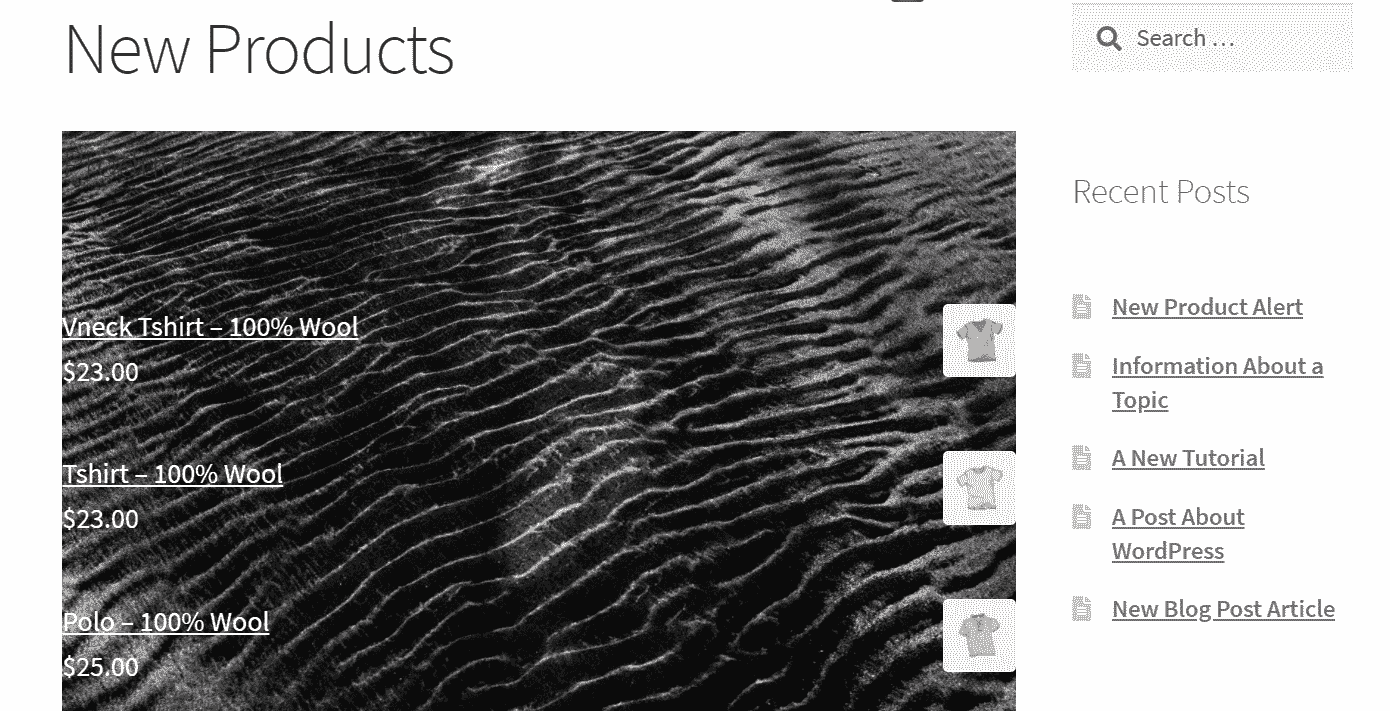 New Products
Vneck Tshirt – 100% Wool
$23.00
Tshirt – 100% Wool
$23.00
Polo – 100% Wool
$25.00
Search …
Recent Posts
New Product Alert
Information About a
Topic
A New Tutorial
A Post About
WordPress
New Blog Post Article